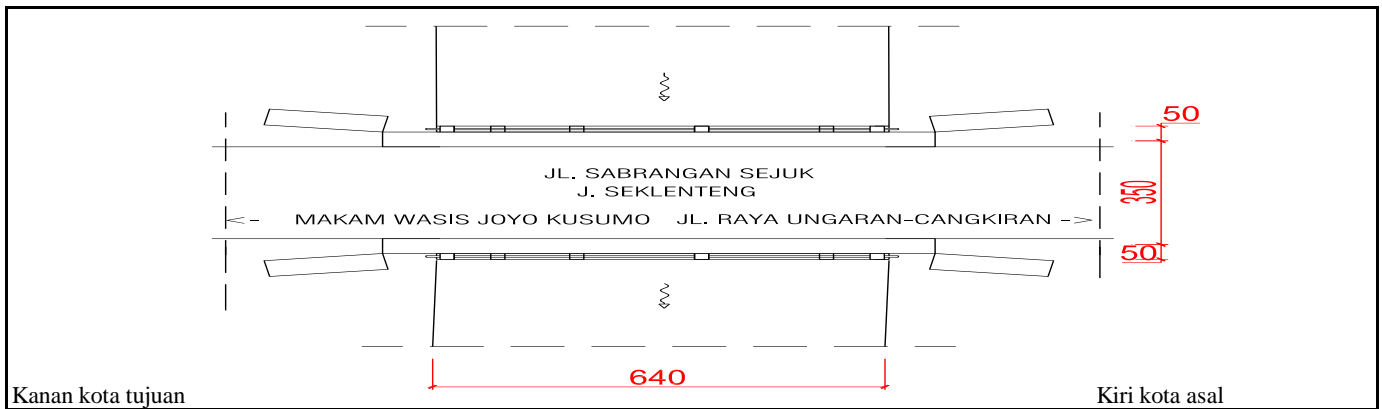 50
JL. SABRANGAN SEJUK
J. SEKLENTENG
350
MAKAM WASIS JOYO KUSUMO JL. RAYA UNGARAN-CANGKIRAN
50
640
Kanan kota tujuan
Kiri kota asal